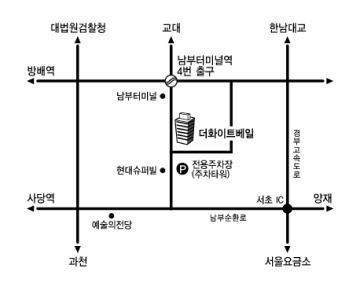 대법원검찰청
교대
한남대교
남부터미널역
4번 출구
방배역
남부터미널
더화이트베일
경부고속도로
현대슈퍼빌
P
전용주차장
(주차타워)
사당역
서초 IC
양재
예술의전당
남부순환로
과천
서울요금소